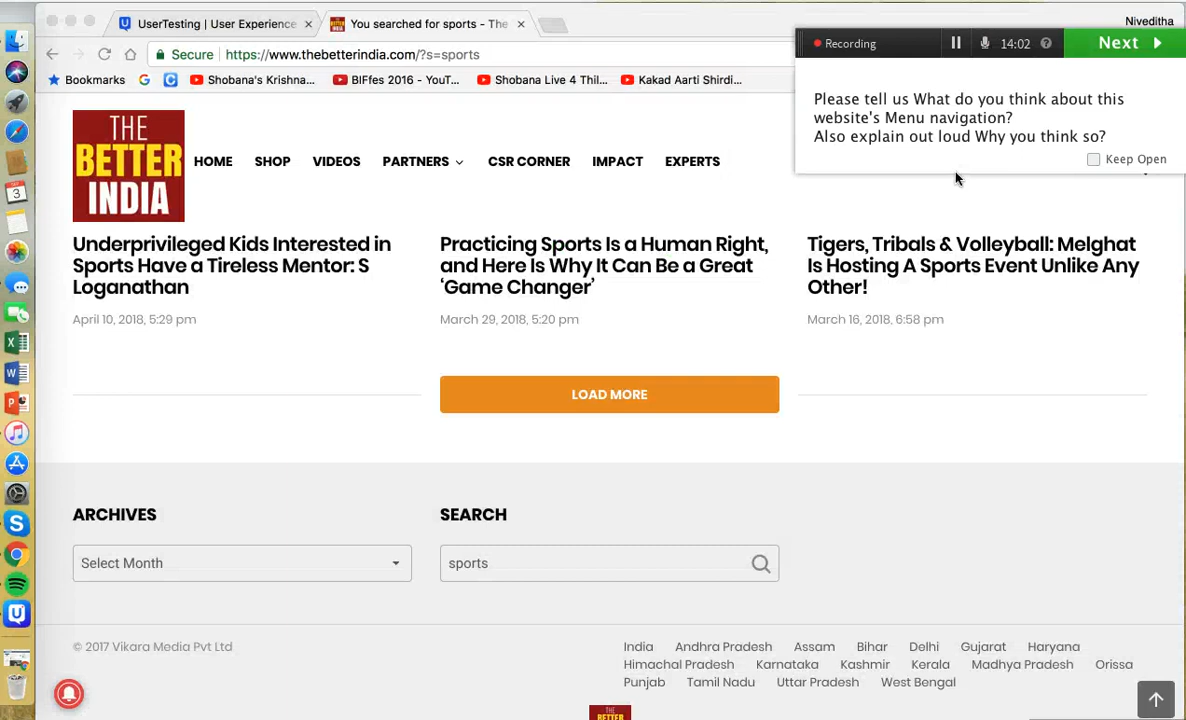 UserTesting | User Experience
You searched for sports - The
Niveditha
Secure
https://www.thebetterindia.com/?s=sports
Recording
14:02
Next
Bookmarks
Shobana's Krishna...
BIFfes 2016 - YouT...
Shobana Live 4 Thil...
Kakad Aarti Shirdi...
Please tell us What do you think about this
website's Menu navigation?
Also explain out loud Why you think so?
Keep Open
THE
BETTER
INDIA
HOME
SHOP
VIDEOS
PARTNERS
CSR CORNER
IMPACT
EXPERTS
Underprivileged Kids Interested in
Sports Have a Tireless Mentor: S
Loganathan
April 10, 2018, 5:29 pm
Practicing Sports Is a Human Right,
and Here Is Why It Can Be a Great
‘Game Changer’
March 29, 2018, 5:20 pm
Tigers, Tribals & Volleyball: Melghat
Is Hosting A Sports Event Unlike Any
Other!
March 16, 2018, 6:58 pm
LOAD MORE
ARCHIVES
Select Month
SEARCH
sports
© 2017 Vikara Media Pvt Ltd
India Andhra Pradesh Assam Bihar Delhi Gujarat Haryana
Himachal Pradesh Karnataka Kashmir Kerala Madhya Pradesh Orissa
Punjab Tamil Nadu Uttar Pradesh West Bengal
THE
BETTER
3